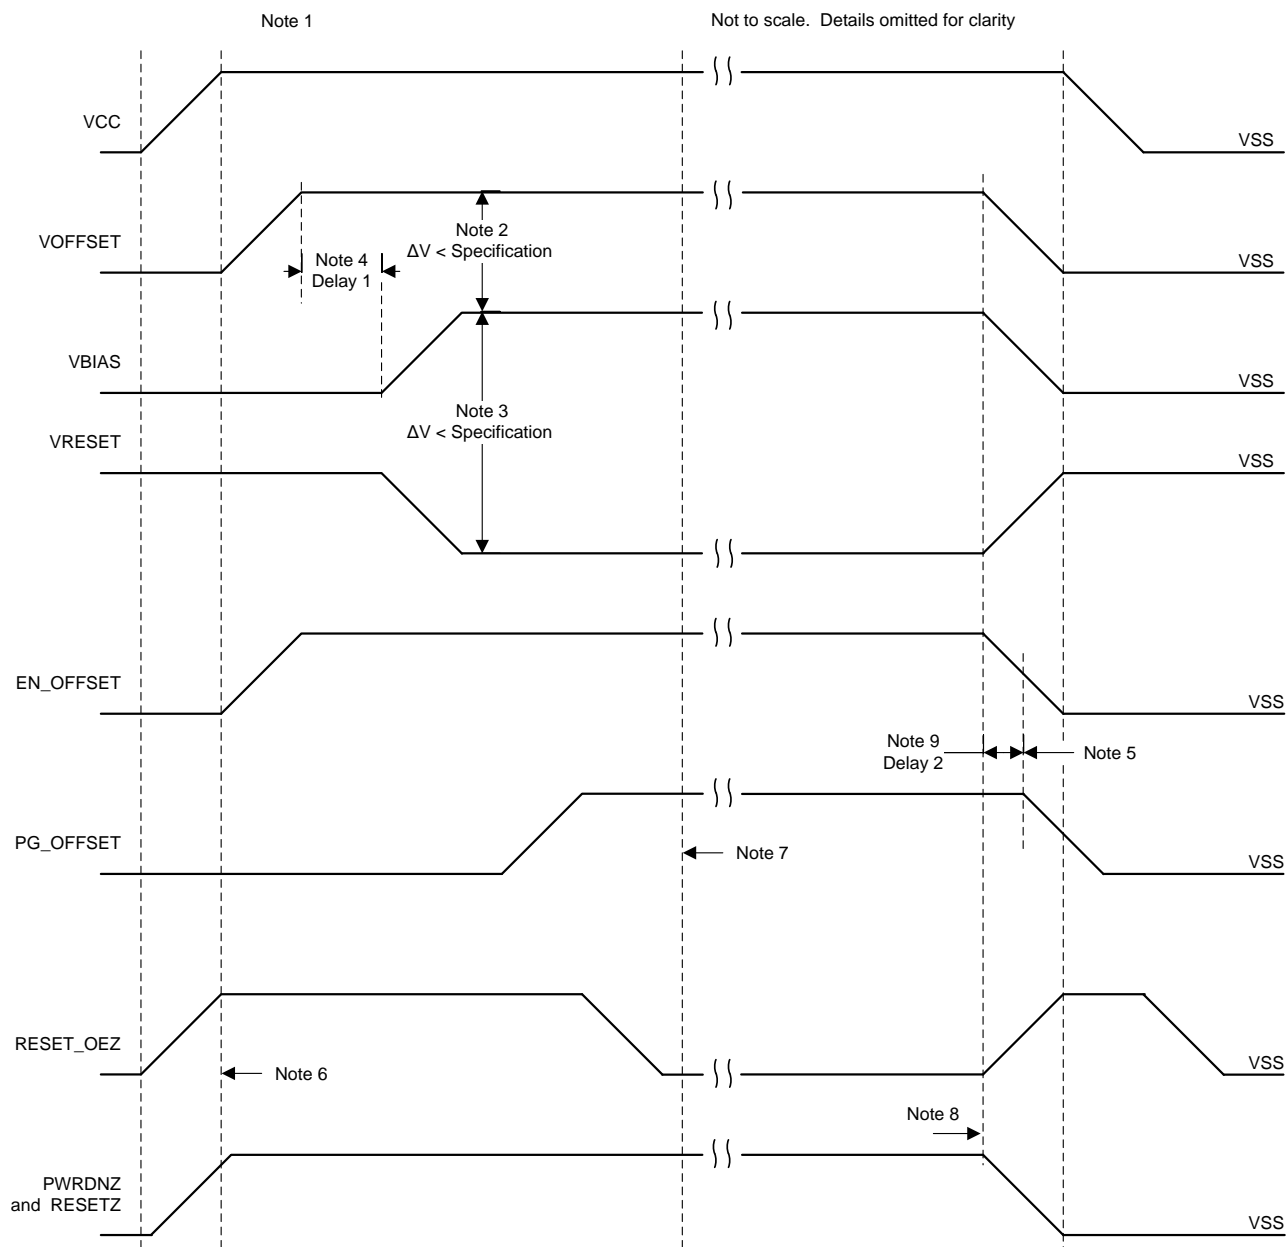 Note 1
Not to scale.  Details omitted for clarity
VCC
VSS
VOFFSET
Note 2
ΔV < Specification
Note 4
Delay 1
VSS
VBIAS
VSS
Note 3
ΔV < Specification
VRESET
VSS
EN_OFFSET
VSS
Note 9
Delay 2
Note 5
PG_OFFSET
Note 7
VSS
RESET_OEZ
VSS
Note 6
Note 8
PWRDNZ
and  RESETZ
VSS